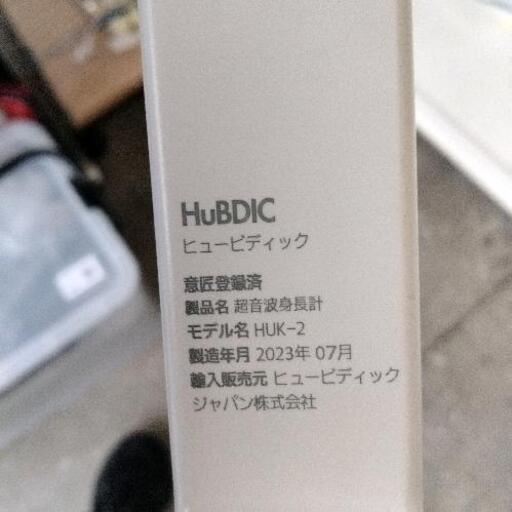 HuBDIC
ヒュービディック
意匠登録済
製品名 超音波身長計
モデル名 HUK-2
製造年月 2023年 07月
輸入販売元 ヒュービディック
ジャパン株式会社